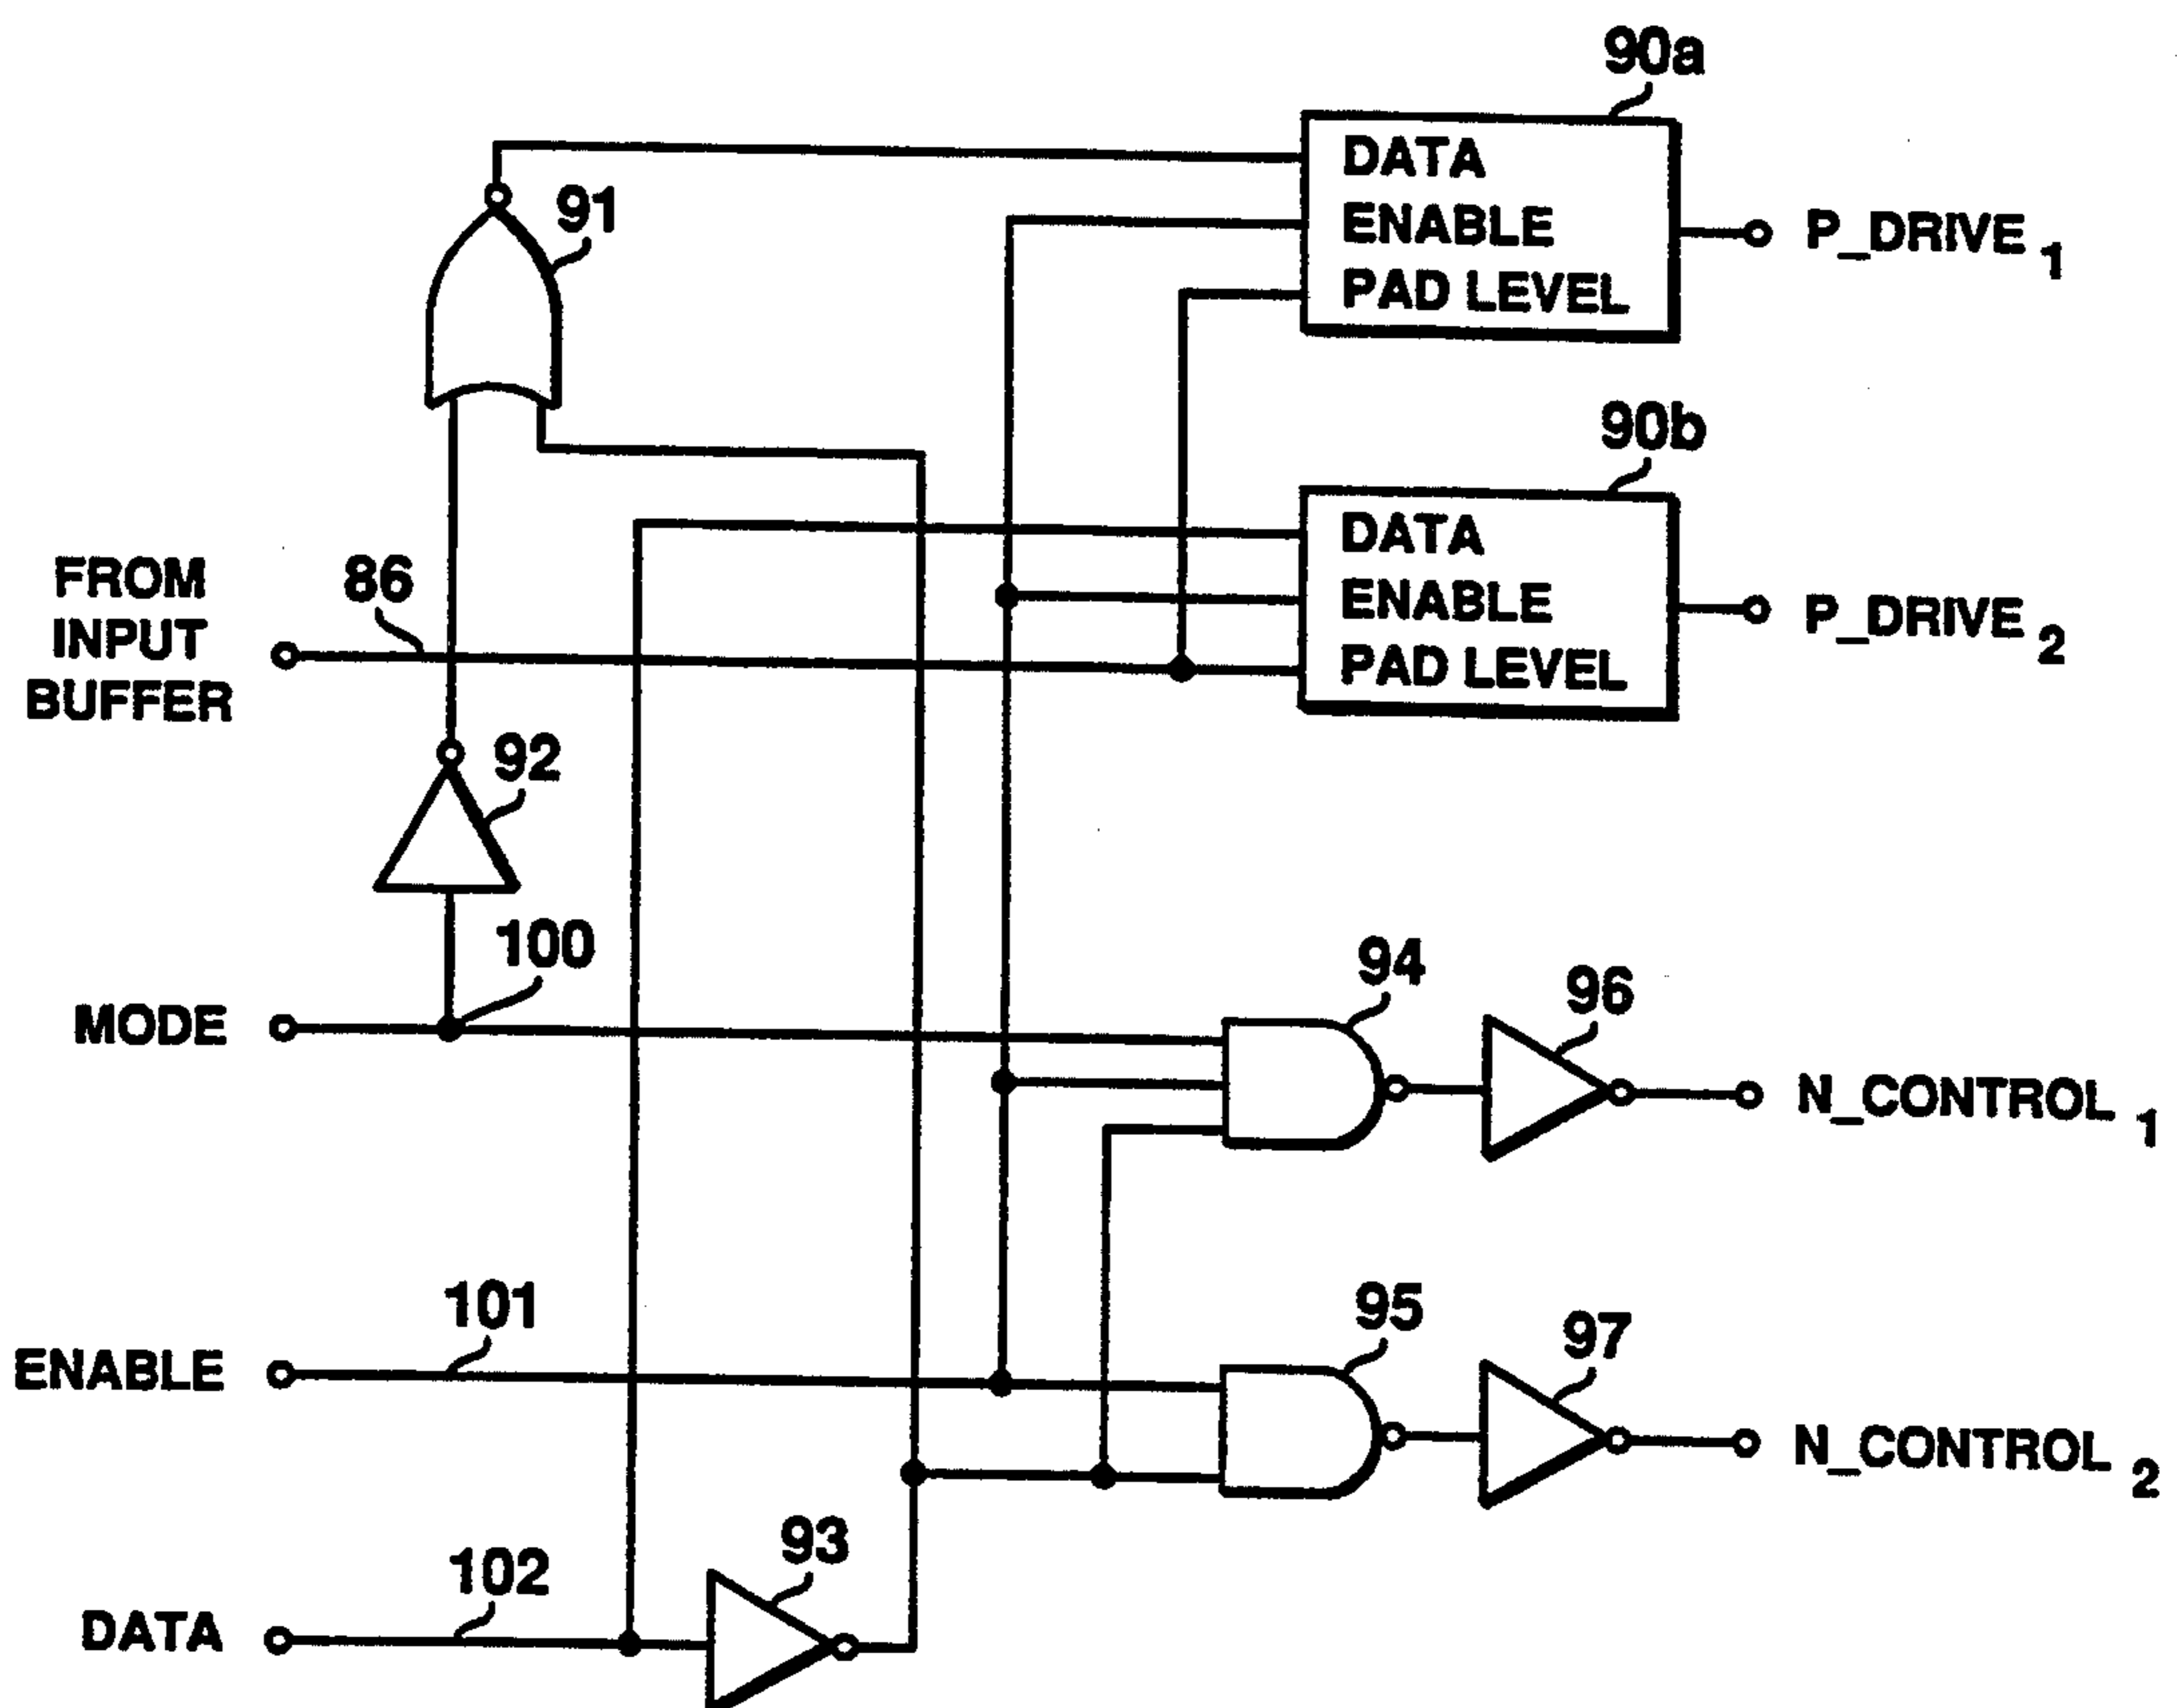 90a
DATA
ENABLE
PAD LEVEL
P_DRIVE 1
91
90b
DATA
ENABLE
PAD LEVEL
P_DRIVE 2
FROM
INPUT
BUFFER
86
92
100
MODE
94
96
N_CONTROL 1
101
ENABLE
95
97
N_CONTROL 2
102
DATA
93